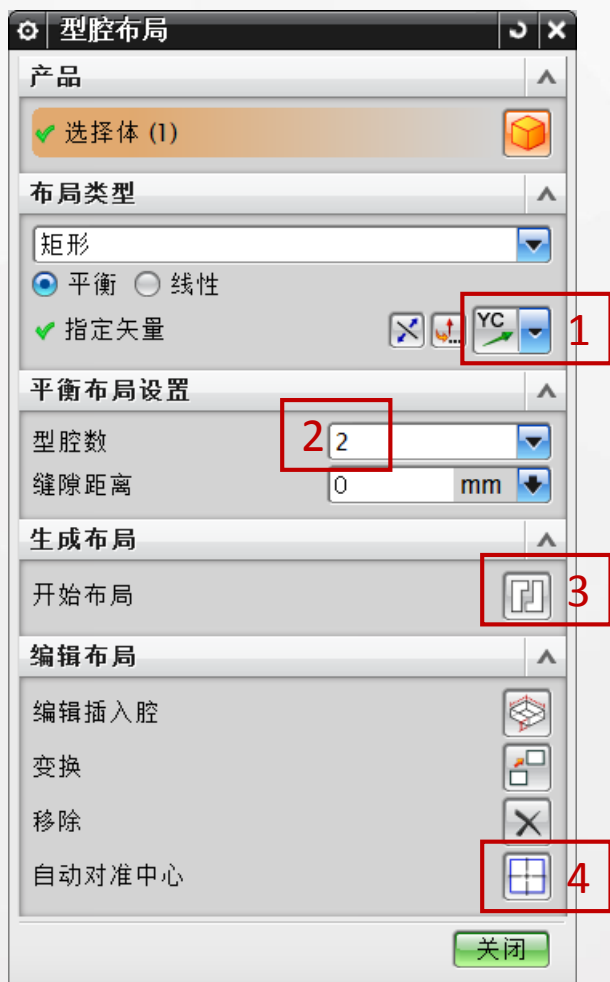 型腔布局
产品
选择体 (1)
布局类型
矩形
平衡 线性
指定矢量 YC 1
平衡布局设置
型腔数 2 2
缝隙距离 0 mm
生成布局
开始布局 3
编辑布局
编辑插入腔
变换
移除
自动对准中心 4
关闭